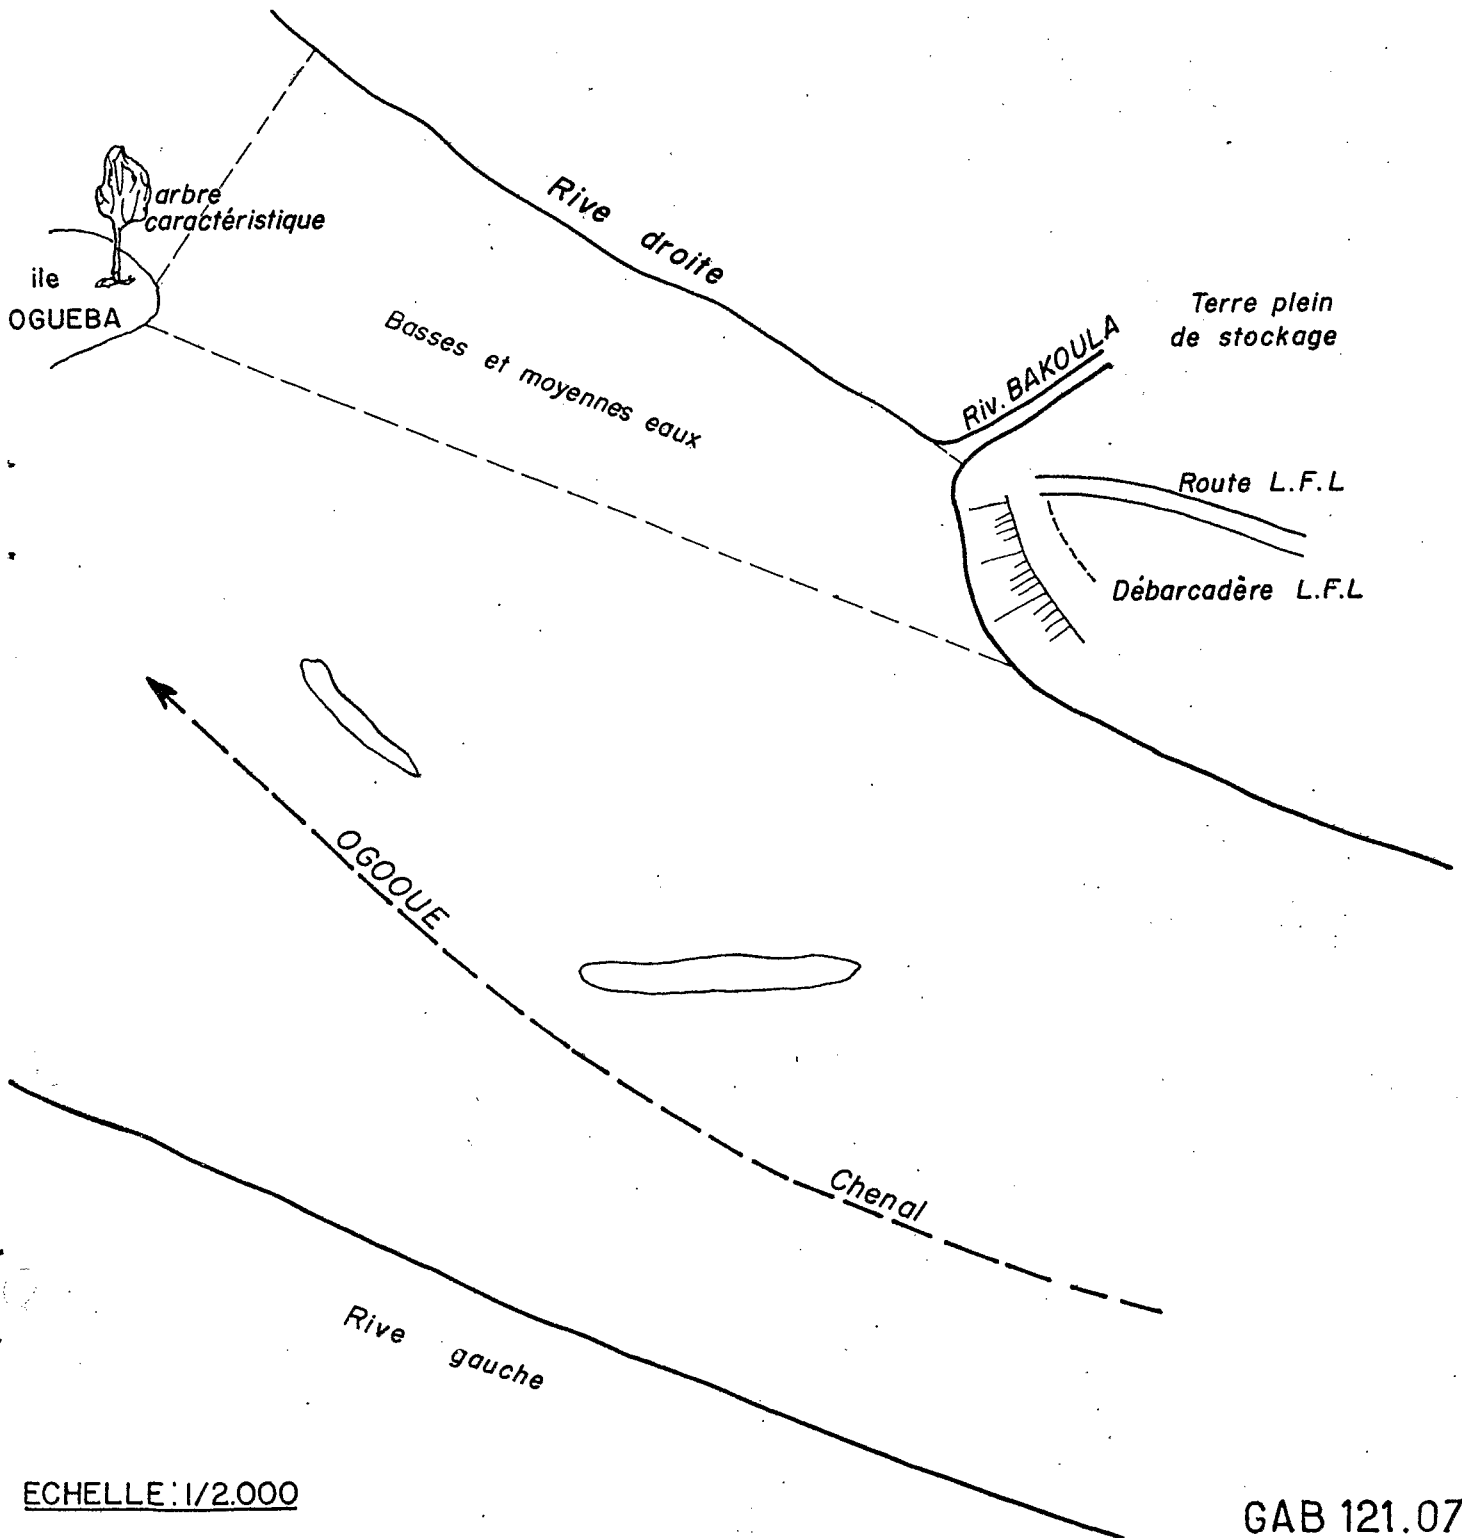 arbre
caractéristique
ile
OGUEBA
Rive droite
Basses et moyennes eaux
Riv. BAKOULA
Terre plein
de stockage
Route L.F.L
Débarcadère L.F.L
OGOOUE
Chenal
Rive gauche
ECHELLE: 1/2.000
GAB 121.07